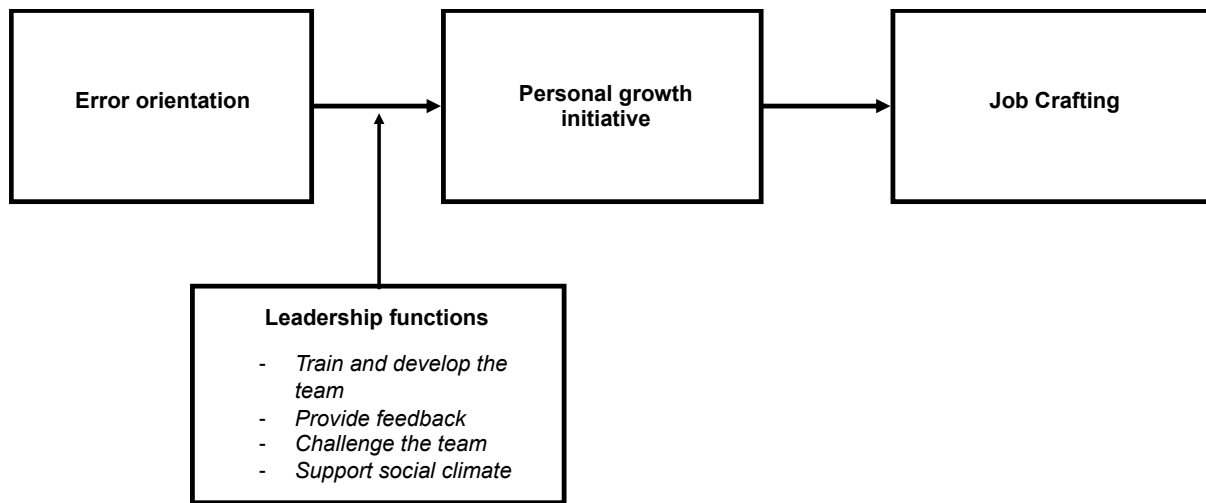 Error orientation
Personal growth
initiative
Job Crafting
Leadership functions
- Train and develop the
team
- Provide feedback
- Challenge the team
- Support social climate